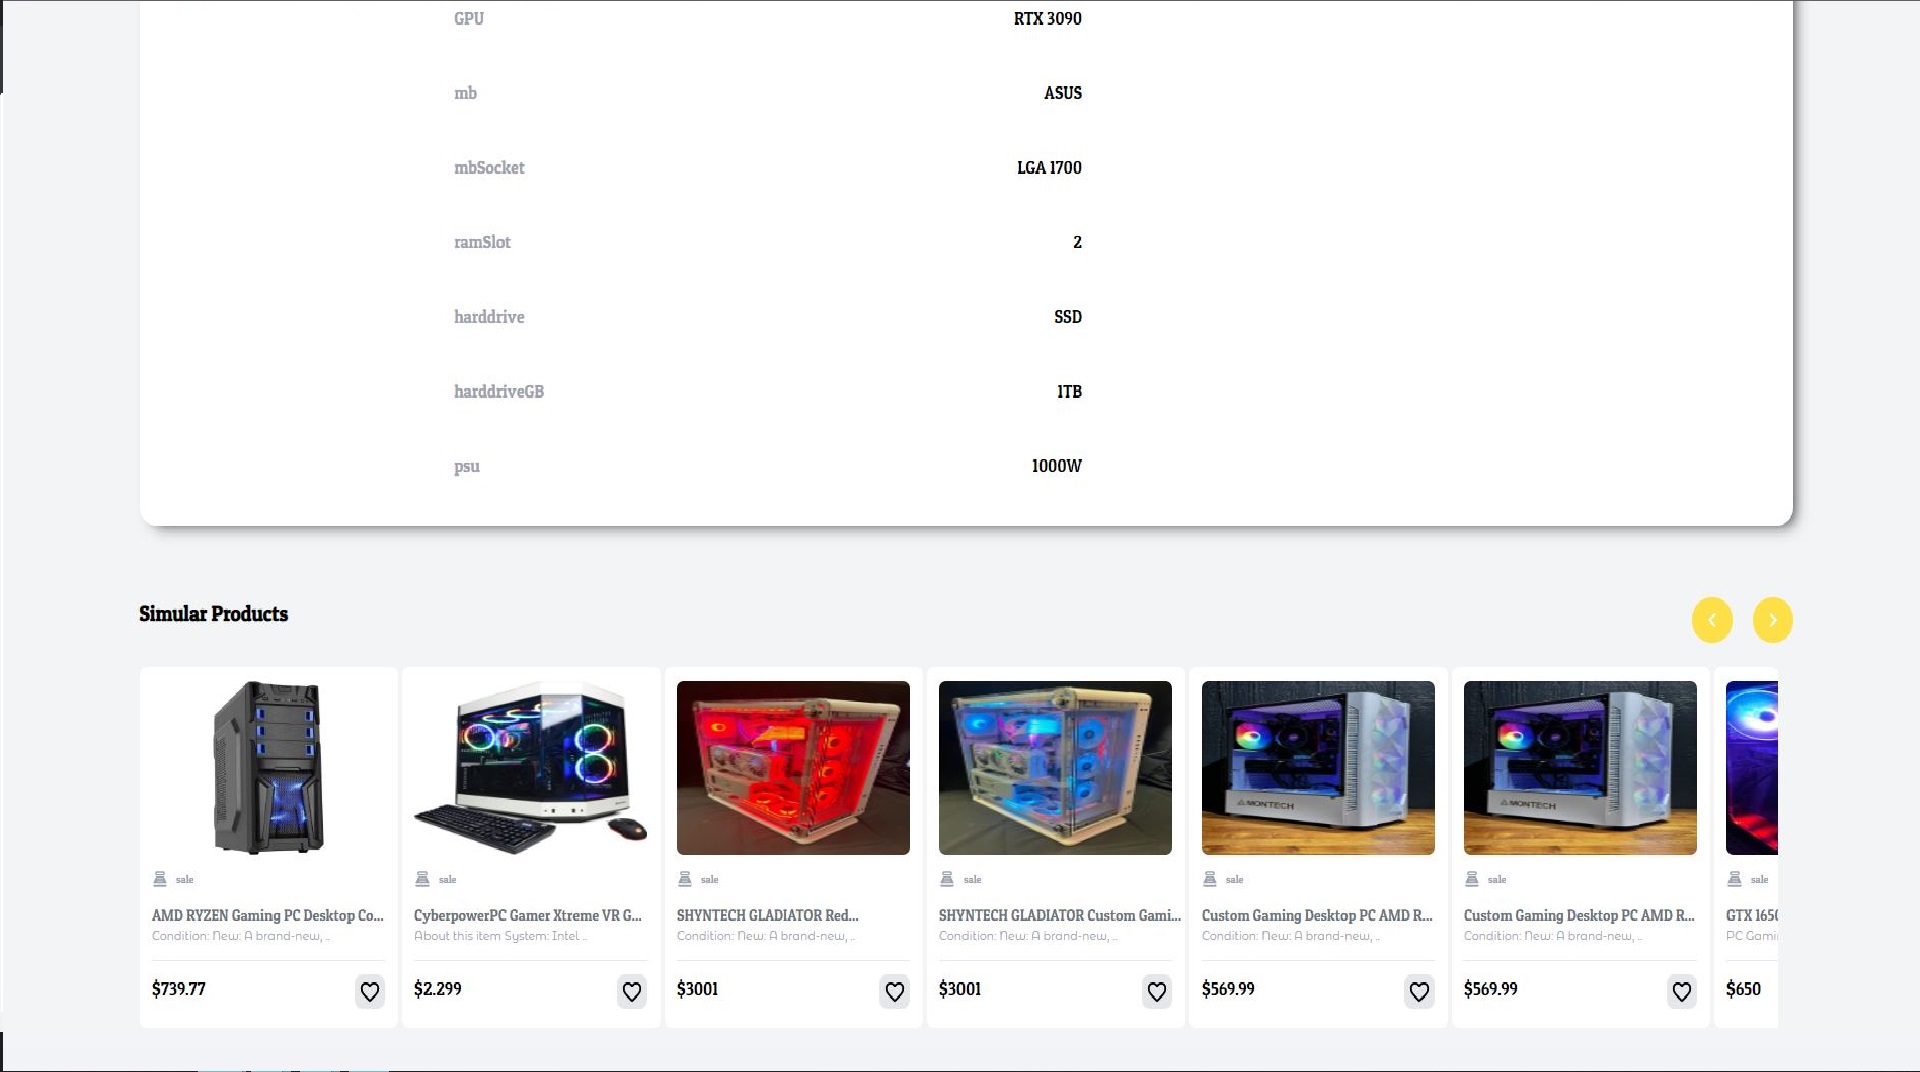 GPU RTX 3090
mb ASUS
mbSocket LGA 1700
ramSlot 2
harddrive SSD
harddriveGB 1TB
psu 1000W
Simular Products
MONTECH MONTECH
sale sale sale sale sale sale sale
AMD RYZEN Gaming PC Desktop Co... CyberpowerPC Gamer Xtreme VR G... SHYNTECH GLADIATOR Red... SHYNTECH GLADIATOR Custom Gami... Custom Gaming Desktop PC AMD R... Custom Gaming Desktop PC AMD R... GTX 1650
Condition: New: A brand-new, .. About this item System: Intel .. Condition: New: A brand-new, .. Condition: New: A brand-new, .. Condition: New: A brand-new, .. Condition: New: A brand-new, .. PC Gami
$739.77 $2.299 $3001 $3001 $569.99 $569.99 $650